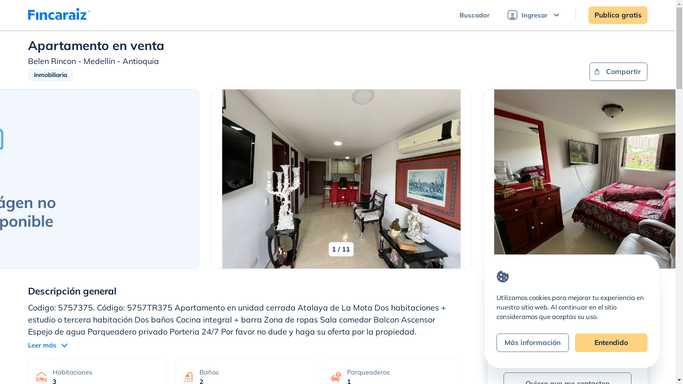 Fincaraiz
Buscador
Ingresar
Publica gratis
Apartamento en venta
Belen Rincon - Medellín - Antioquia
Inmobiliaria
Compartir
ágen no
ponible
1 / 11
Descripción general
Codigo: 5757375. Código: 5757TR375 Apartamento en unidad cerrada Atalaya de La Mota Dos habitaciones +
estudio o tercera habitación Dos baños Cocina integral + barra Zona de ropas Sala comedor Balcon Ascensor
Espejo de agua Parqueadero privado Porteria 24/7 Por favor no dude y haga su oferta por la propiedad.
Leer más
Habitaciones
3
Baños
2
Parqueaderos
1
Utilizamos cookies para mejorar tu experiencia en
nuestro sitio web. Al continuar en el sitio
consideramos que aceptas su uso.
Más información
Entendido
Quiero que me contacten